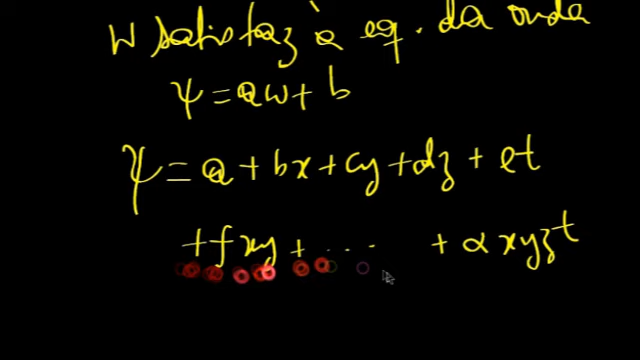 W satisfaz à eq. da onda
ψ = aw + b
ψ = a + bx + cy + dz + et
+ fxy + ... + αxyzt